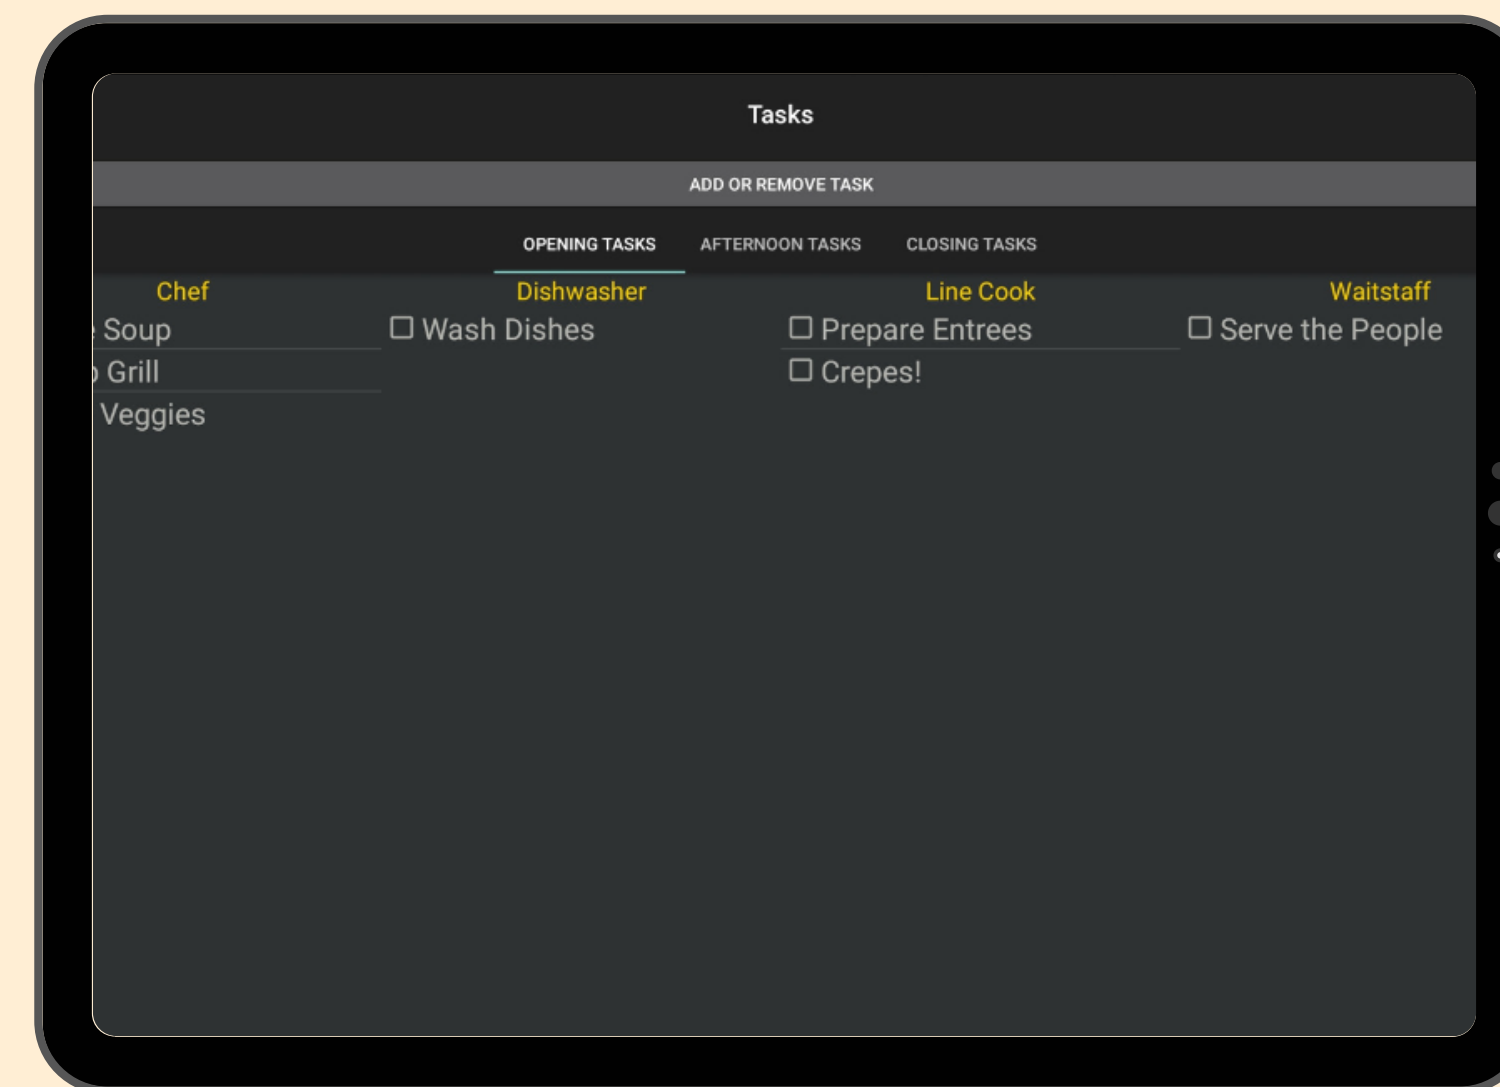 Tasks
ADD OR REMOVE TASK
OPENING TASKS AFTERNOON TASKS CLOSING TASKS
Chef Dishwasher Line Cook Waitstaff
Soup Wash Dishes Prepare Entrees Serve the People
Grill Crepes!
Veggies